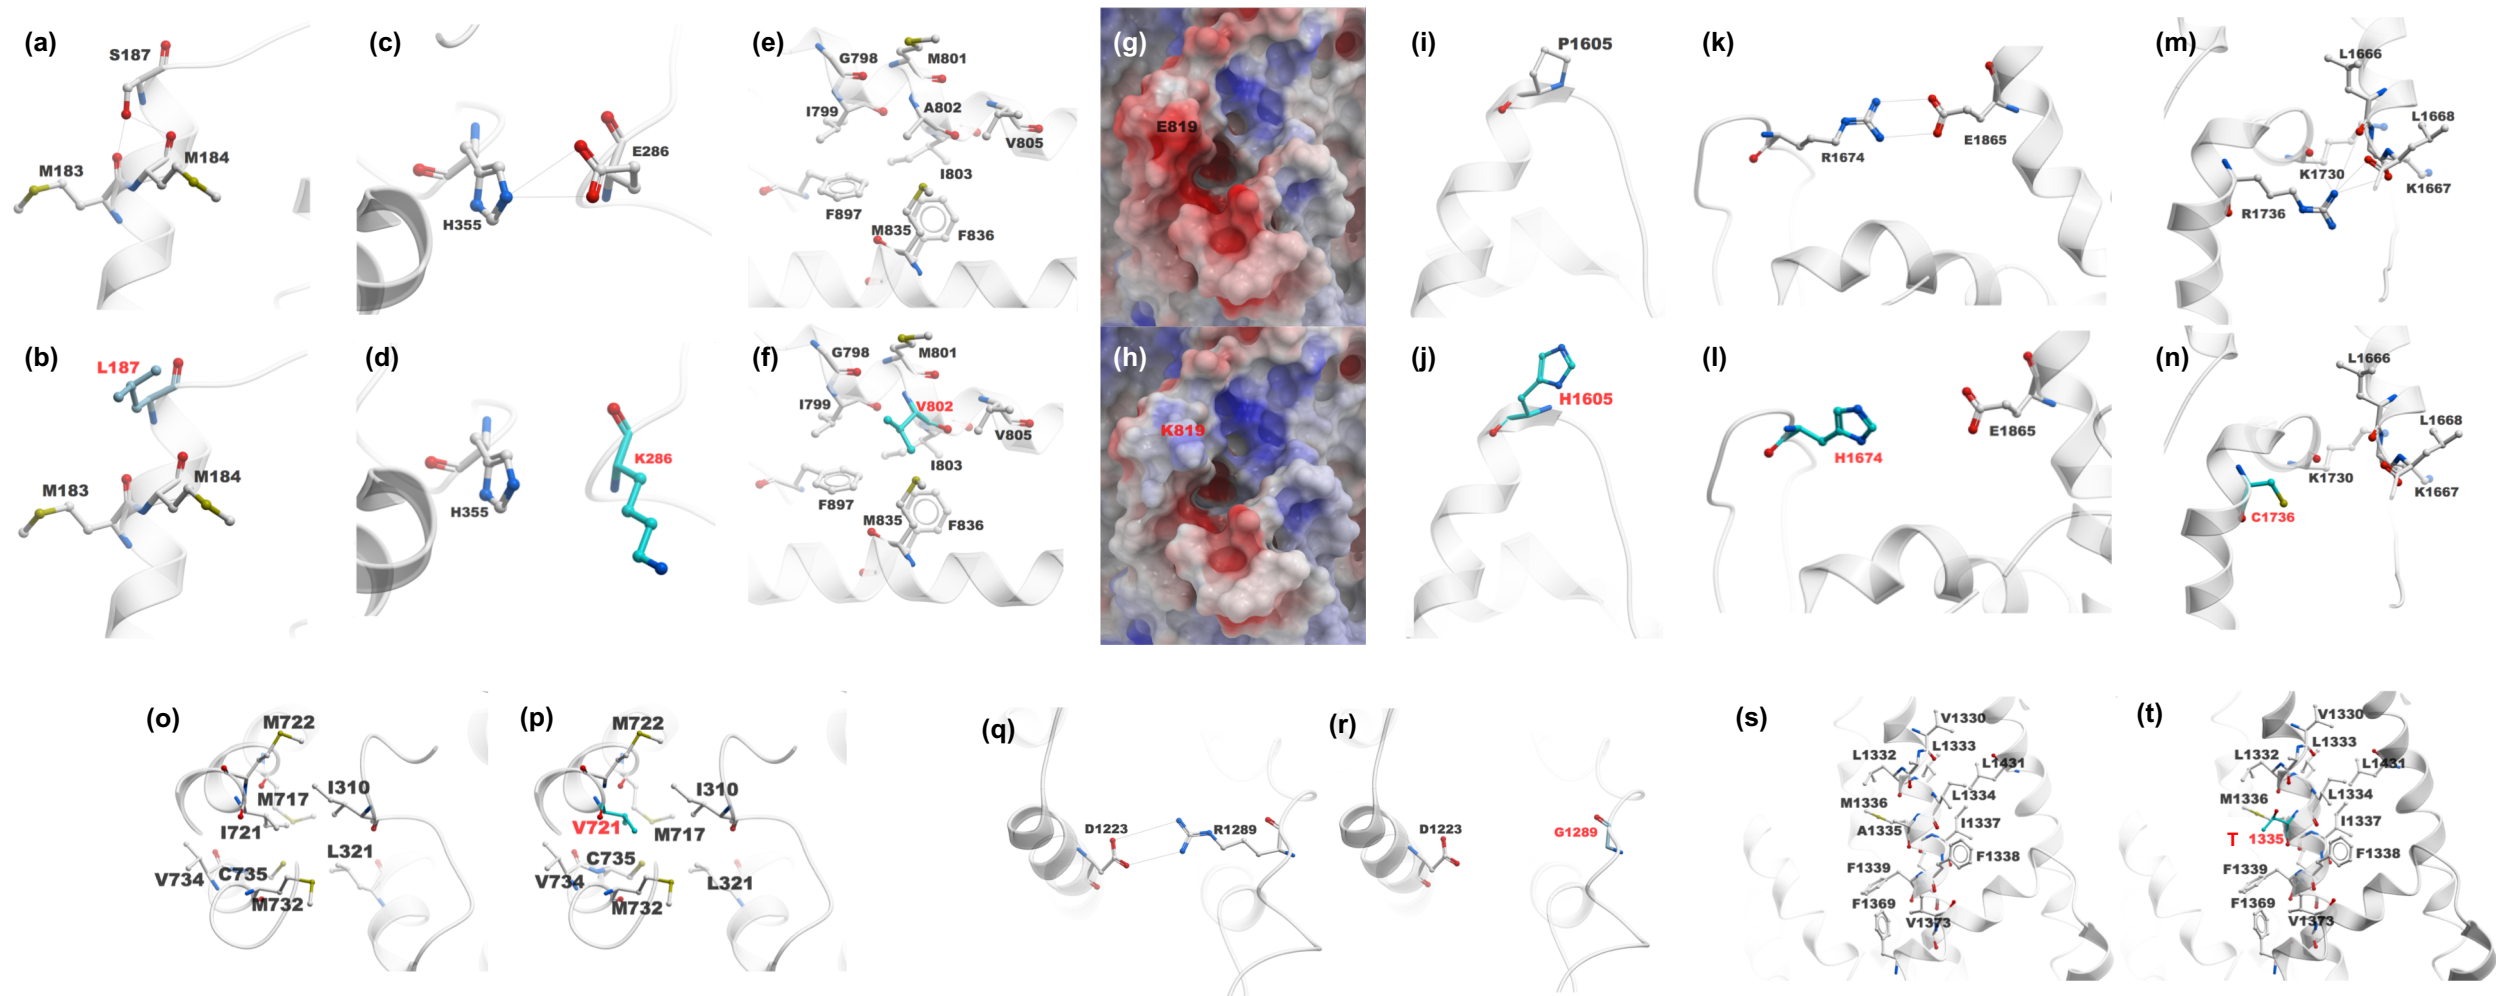 (a)
S187
M183
M184
(b)
L187
M183
M184
(c)
E286
H355
(d)
K286
H355
(e)
G798
M801
I799
A802
V805
I803
F897
M835
F836
(f)
G798
M801
I799
V802
V805
I803
F897
M835
F836
(g)
E819
(h)
K819
(i)
P1605
(j)
H1605
(k)
R1674
E1865
(l)
E1865
H1674
(m)
L1666
L1668
K1730
K1667
R1736
(n)
L1666
L1668
K1730
K1667
C1736
(o)
M722
M717
I310
I721
L321
V734
C735
M732
(p)
M722
I310
V721
M717
C735
V734
L321
M732
(q)
D1223
R1289
(r)
D1223
G1289
(s)
V1330
L1332
L1333
L1431
M1336
L1334
A1335
I1337
F1338
F1339
F1369
V1373
(t)
V1330
L1332
L1333
L1431
M1336
L1334
T 1335
I1337
F1338
F1339
F1369
V1373